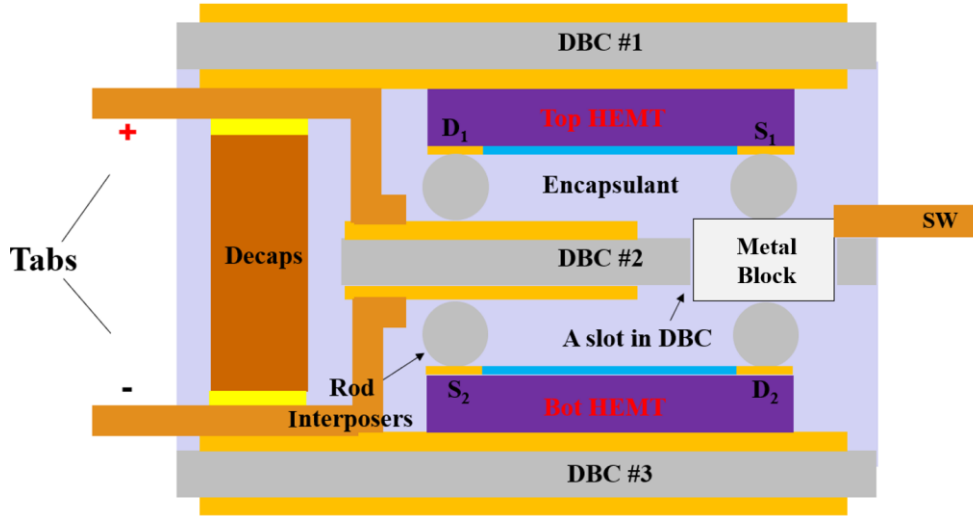 DBC #1
Top HEMT
+
D1
S1
Encapsulant
SW
Tabs
Decaps
DBC #2
Metal
Block
A slot in DBC
-
Rod
Interposers
S2
D2
Bot HEMT
DBC #3